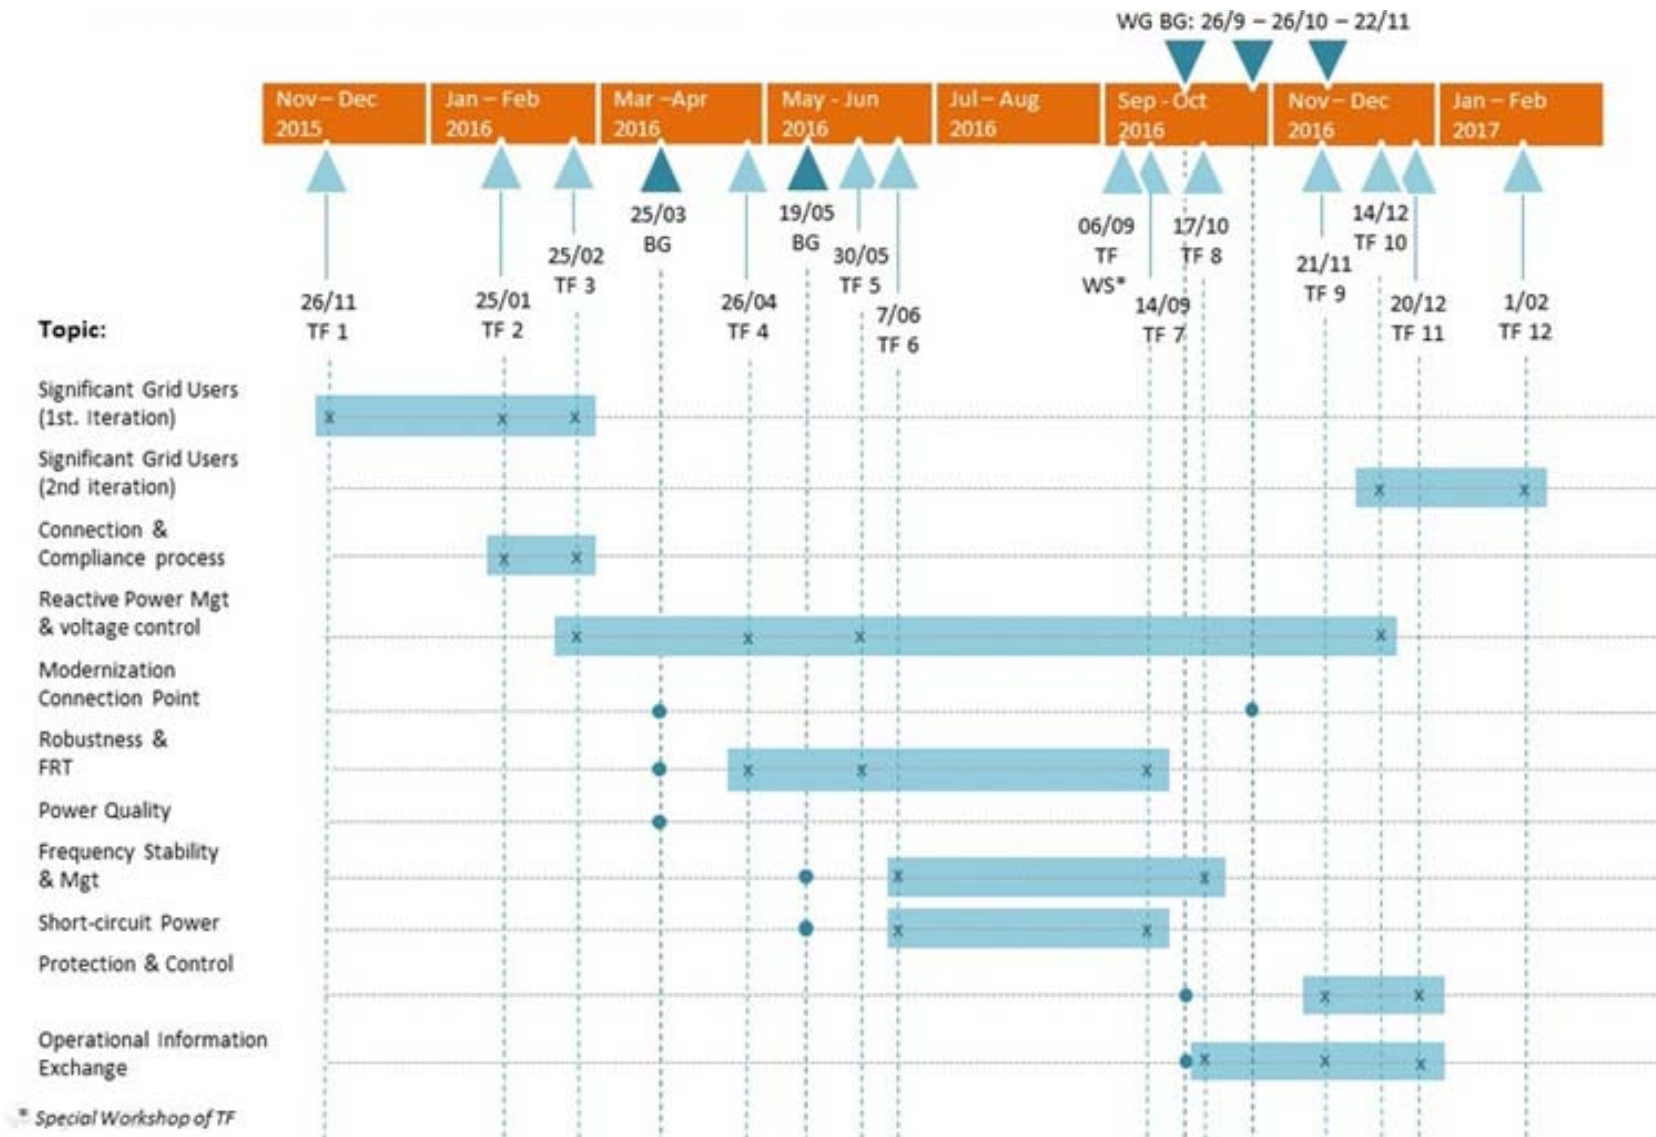 WG BG: 26/9 – 26/10 – 22/11
Nov – Dec
2015
Jan – Feb
2016
Mar –Apr
2016
May - Jun
2016
Jul – Aug
2016
Sep - Oct
2016
Nov – Dec
2016
Jan – Feb
2017
26/11
TF 1
25/01
TF 2
25/02
TF 3
25/03
BG
26/04
TF 4
19/05
BG
30/05
TF 5
7/06
TF 6
06/09
TF
WS*
14/09
TF 7
17/10
TF 8
21/11
TF 9
14/12
TF 10
20/12
TF 11
1/02
TF 12
Topic:
Significant Grid Users
(1st. Iteration)
x x x
Significant Grid Users
(2nd iteration)
x x
Connection &
Compliance process
x x
Reactive Power Mgt
& voltage control
x x x x
Modernization
Connection Point
Robustness &
FRT
x x x
Power Quality
Frequency Stability
& Mgt
x x
Short-circuit Power
x x
Protection & Control
x x
Operational Information
Exchange
x x x
* Special Workshop of TF